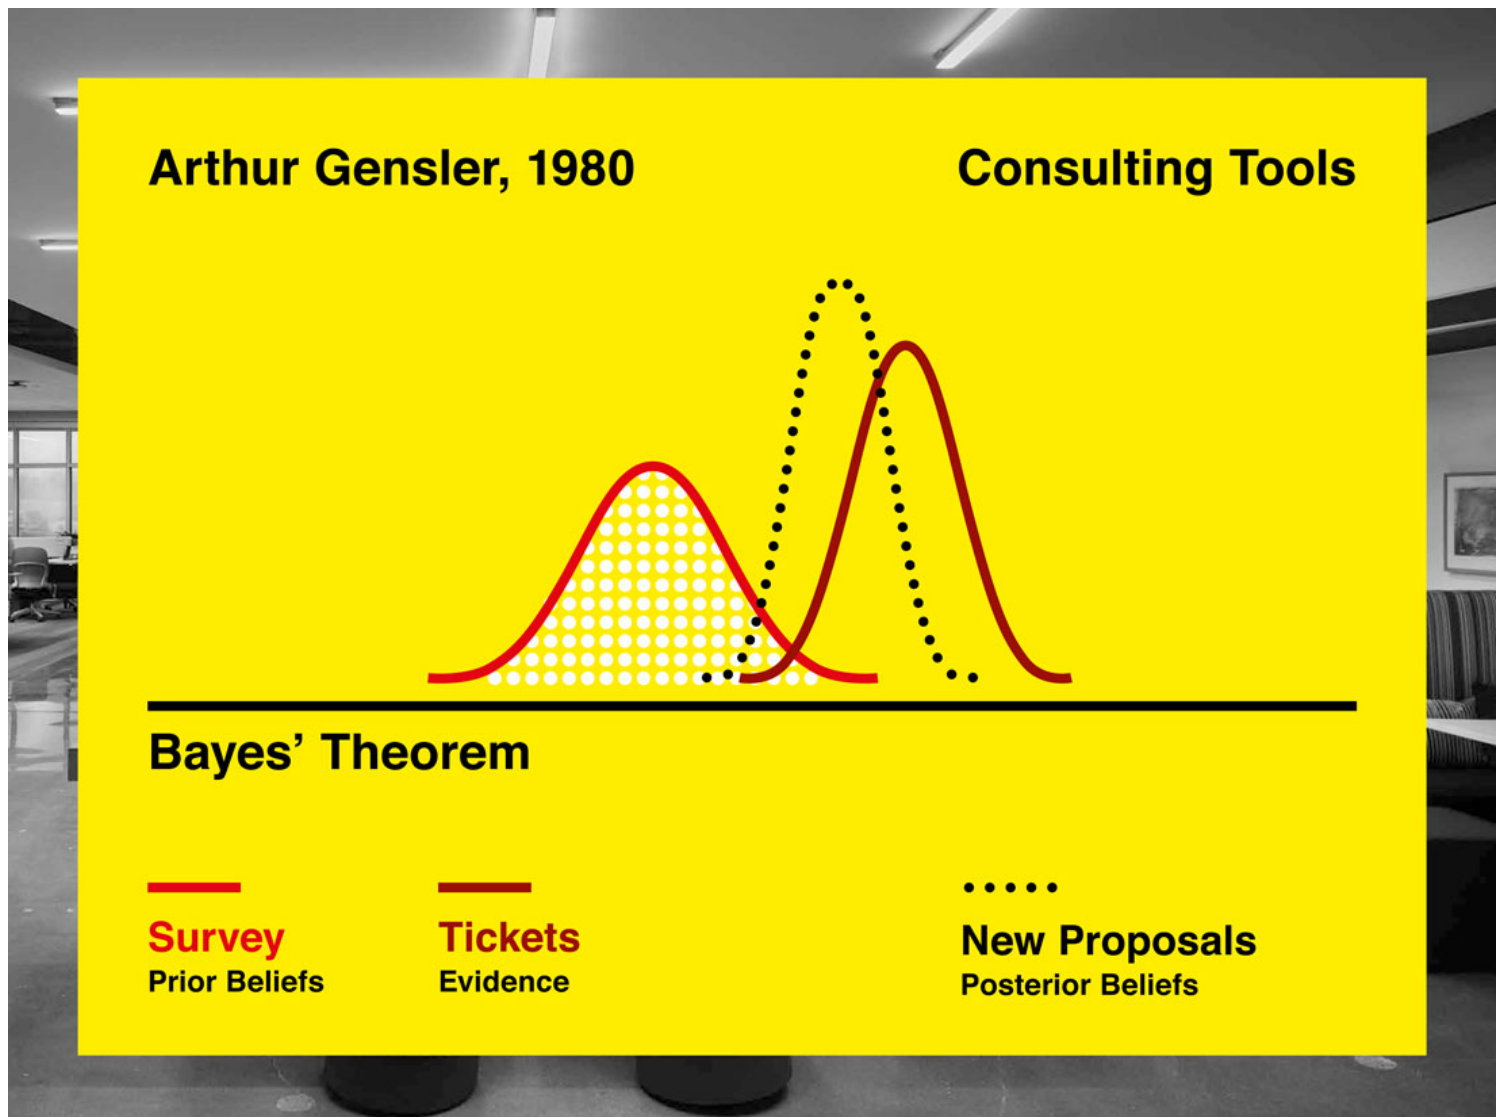 Arthur Gensler, 1980
Consulting Tools
Bayes’ Theorem
Survey
Prior Beliefs
Tickets
Evidence
New Proposals
Posterior Beliefs